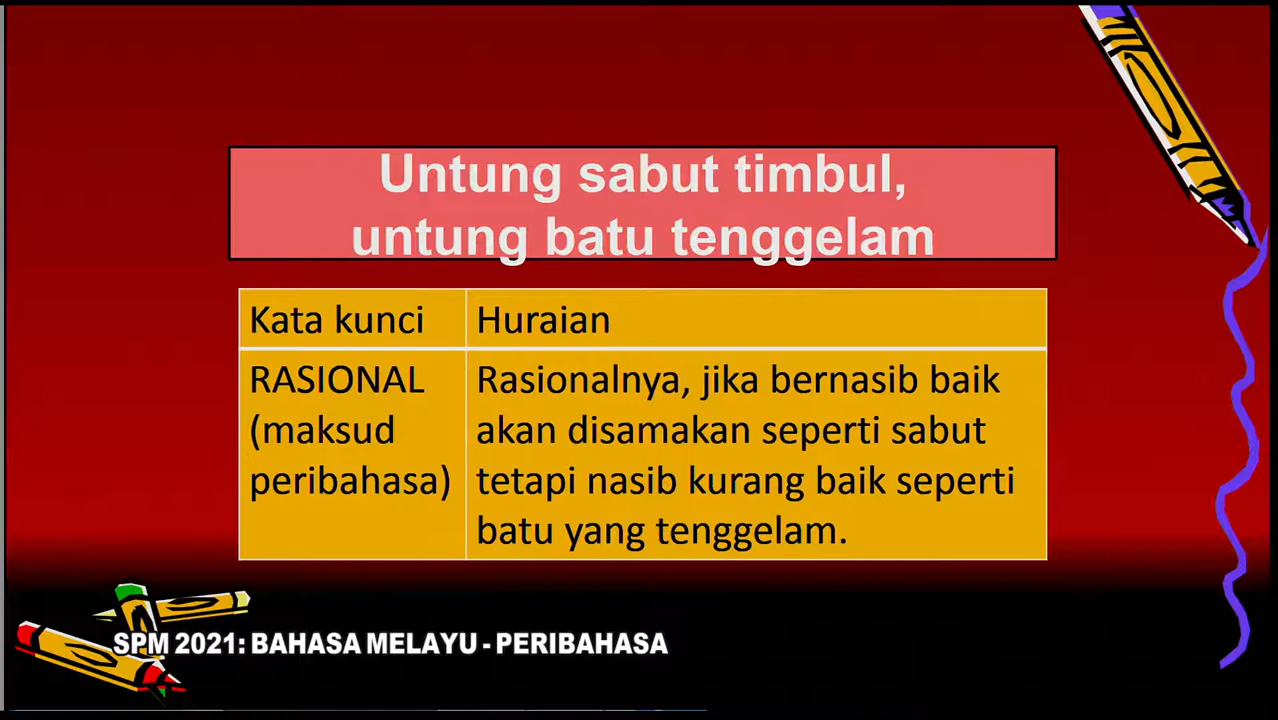 Untung sabut timbul,
untung batu tenggelam
Kata kunci
Huraian
RASIONAL
(maksud
peribahasa)
Rasionalnya, jika bernasib baik
akan disamakan seperti sabut
tetapi nasib kurang baik seperti
batu yang tenggelam.
SPM 2021: BAHASA MELAYU - PERIBAHASA